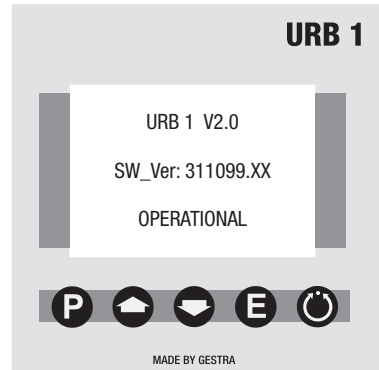 URB 1
URB 1 V2.0
SW_Ver: 311099.XX
OPERATIONAL
P E
MADE BY GESTRA